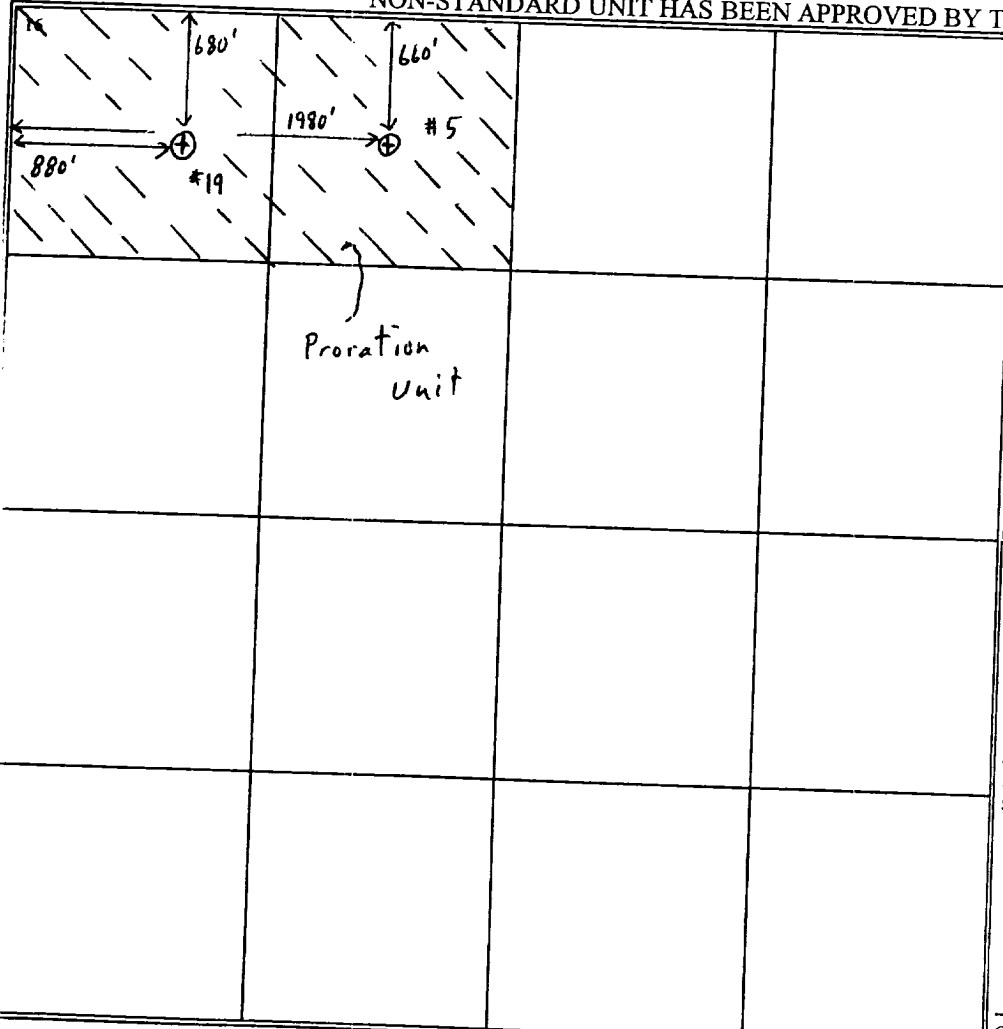 NON-STANDARD UNIT HAS BEEN APPROVED BY T
16
680'
660'
1980'
#5
880'
#19
Proration
Unit